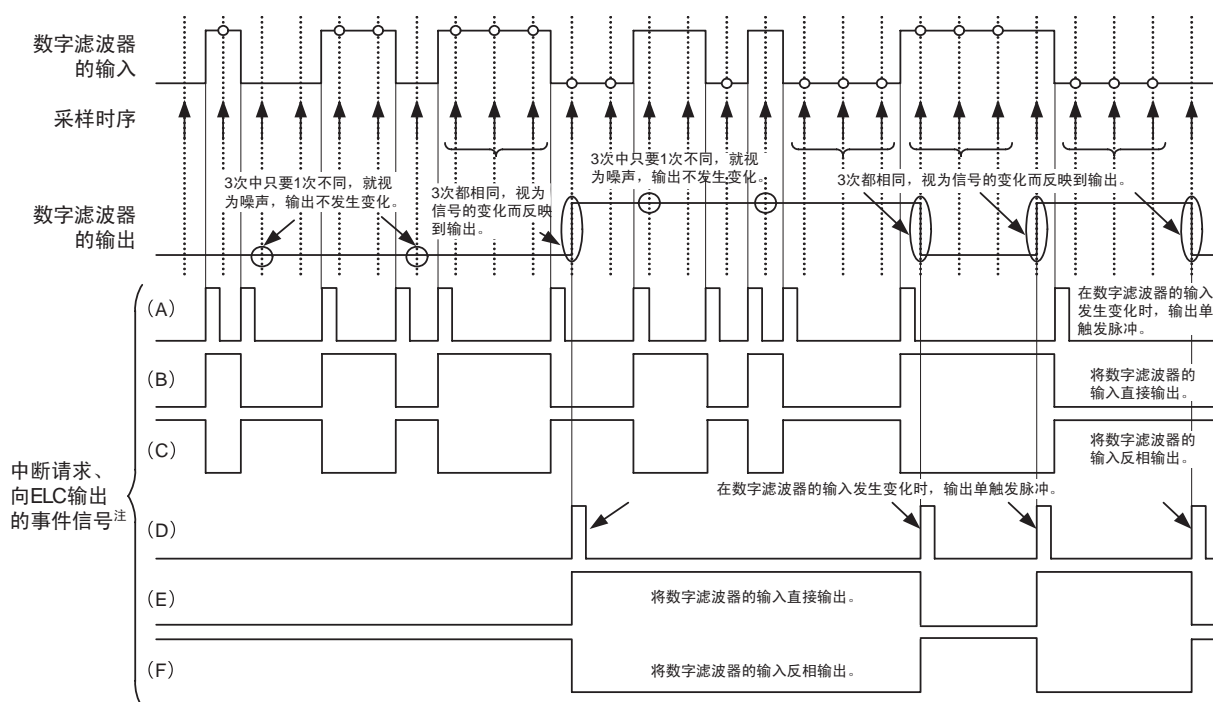 数字滤波器
的输入
采样时序
3次中只要1次不同，就视
为噪声，输出不发生变化。
3次都相同，视为
信号的变化而反映
到输出。
3次中只要1次不同，就视
为噪声，输出不发生变化。
3次都相同，视为信号的变化而反映到输出。
数字滤波器
的输出
（A）
在数字滤波器的输入
发生变化时，输出单
触发脉冲。
（B）
将数字滤波器的
输入直接输出。
（C）
将数字滤波器的
输入反相输出。
中断请求、
向ELC输出
的事件信号注
在数字滤波器的输入发生变化时，输出单触发脉冲。
（D）
（E）
将数字滤波器的输入直接输出。
（F）
将数字滤波器的输入反相输出。